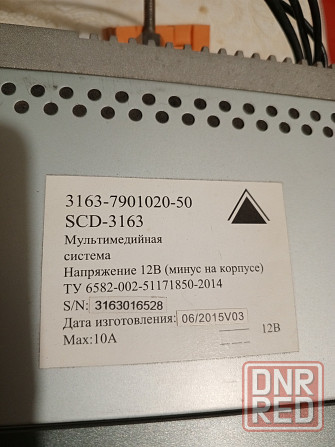 3163-7901020-50
SCD-3163
Мультимедийная
система
Напряжение 12В (минус на корпусе)
ТУ 6582-002-51171850-2014
S/N: 3163016528
Дата изготовления: 06/2015V03
Max:10А 12В
DNR
RED